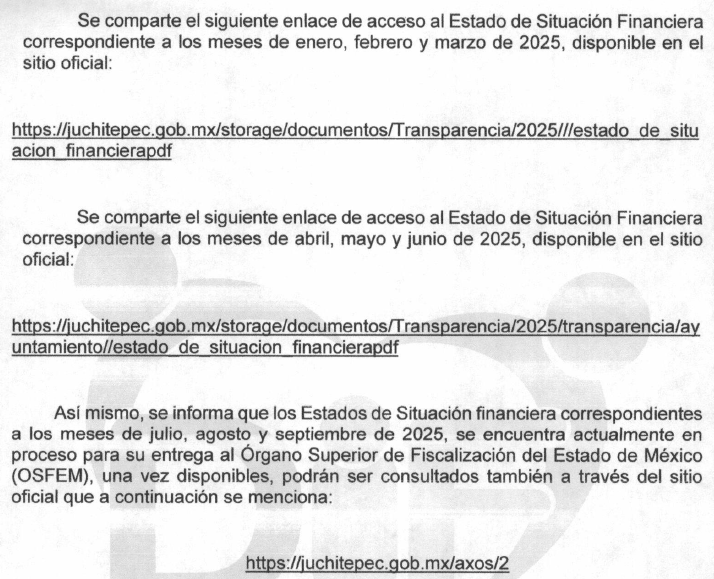 Se comparte el siguiente enlace de acceso al Estado de Situación Financiera
correspondiente a los meses de enero, febrero y marzo de 2025, disponible en el
sitio oficial:
https://juchitepec.gob.mx/storage/documentos/Transparencia/2025///estado_de_situ
acion_financierapdf
Se comparte el siguiente enlace de acceso al Estado de Situación Financiera
correspondiente a los meses de abril, mayo y junio de 2025, disponible en el sitio
oficial:
https://juchitepec.gob.mx/storage/documentos/Transparencia/2025/transparencia/ay
untamiento//estado_de_situacion_financierapdf
Así mismo, se informa que los Estados de Situación financiera correspondientes
a los meses de julio, agosto y septiembre de 2025, se encuentra actualmente en
proceso para su entrega al Órgano Superior de Fiscalización del Estado de México
(OSFEM), una vez disponibles, podrán ser consultados también a través del sitio
oficial que a continuación se menciona:
https://juchitepec.gob.mx/axos/2